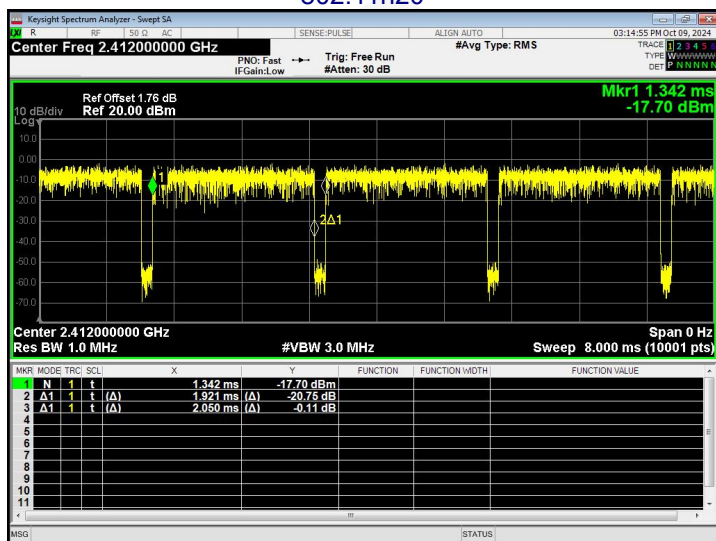 Keysight Spectrum Analyzer - Swept SA
R RF 50 Ω AC SENSE:PULSE ALIGN AUTO 03:14:55 PM Oct 09, 2024
Center Freq 2.412000000 GHz #Avg Type: RMS TRACE 1 2 3 4 5 6
PNO: Fast Trig: Free Run TYPE WWWWWW
IFGain:Low #Atten: 30 dB DET P N N N N N
Mkr1 1.342 ms
Ref Offset 1.76 dB
10 dB/div Ref 20.00 dBm -17.70 dBm
Log
10.0
0.00
-10.0
1
-20.0
2Δ1
-30.0
-40.0
-50.0
-60.0
-70.0
Center 2.412000000 GHz Span 0 Hz
Res BW 1.0 MHz #VBW 3.0 MHz Sweep 8.000 ms (10001 pts)
MKR MODE TRC SCL X Y FUNCTION FUNCTION WIDTH FUNCTION VALUE
1 N 1 t 1.342 ms -17.70 dBm
2 Δ1 1 t (Δ) 1.921 ms (Δ) -20.75 dB
3 Δ1 1 t (Δ) 2.050 ms (Δ) -0.11 dB
4
5
6
7
8
9
10
11
MSG STATUS